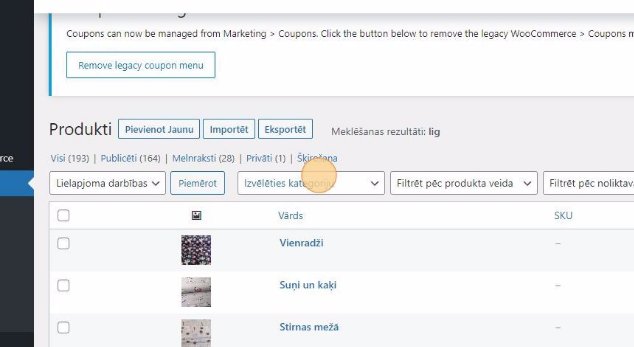 Coupons can now be managed from Marketing > Coupons. Click the button below to remove the legacy WooCommerce > Coupons
Remove legacy coupon menu
Produkti Pievienot Jaunu Importēt Eksportēt Meklēšanas rezultāti: lig
rce
Visi (193) | Publicēti (164) | Melnraksti (28) | Privāti (1) | Šķirošana
Lielapjoma darbības Piemērot Izvēlēties kategoriju Filtrēt pēc produkta veida Filtrēt pēc noliktav
Vārds SKU
Vienradži –
Suņi un kaķi –
Stirnas mežā –